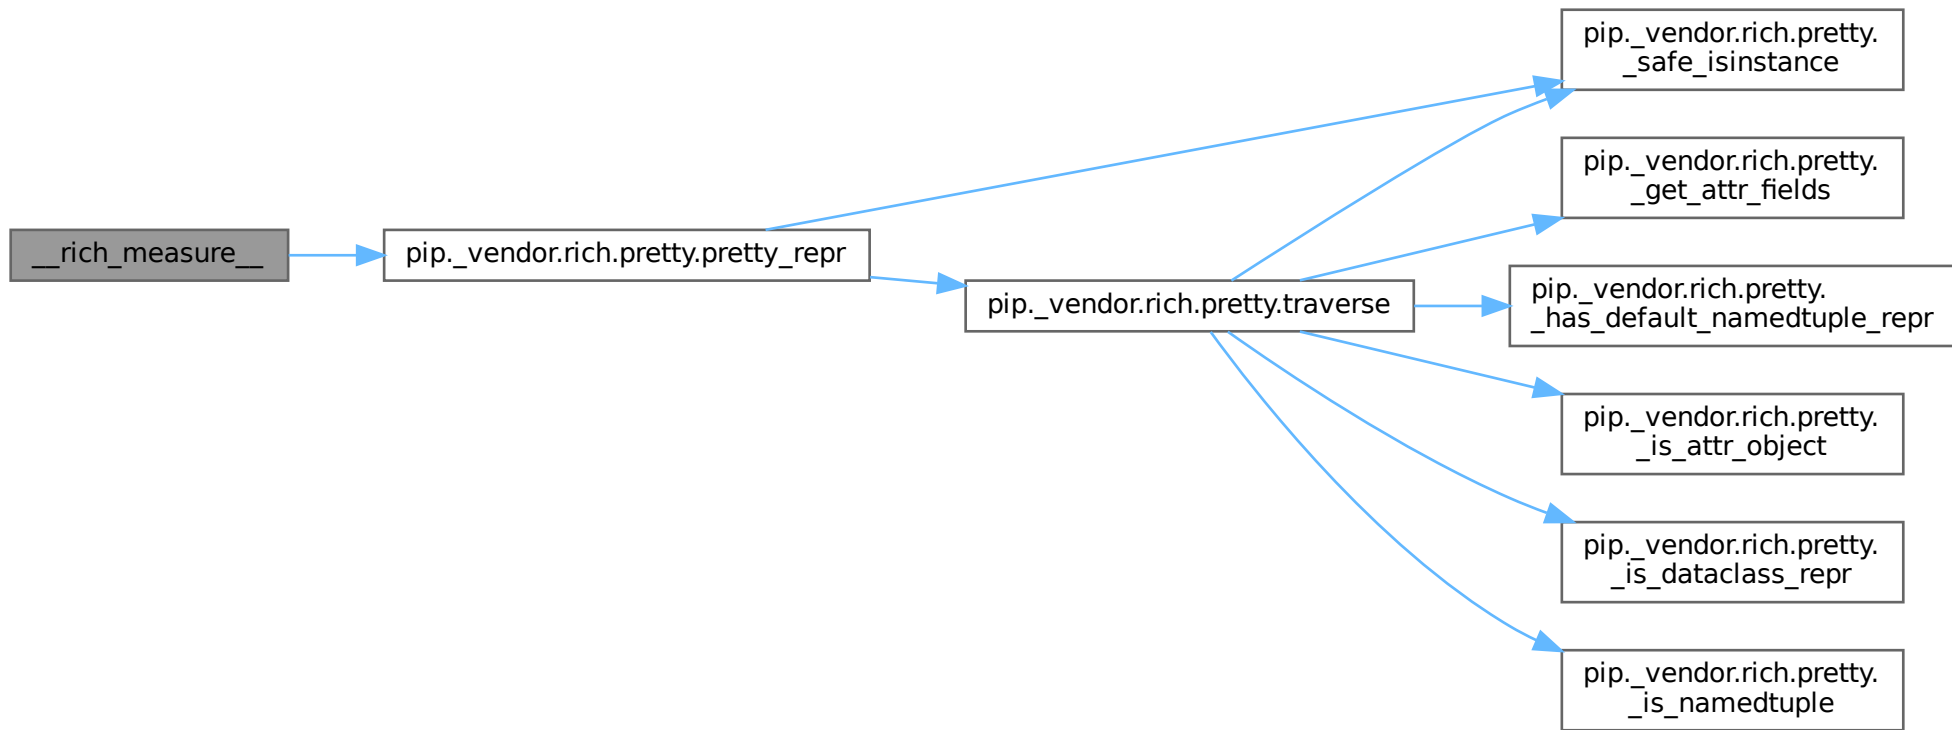 __rich_measure__
pip._vendor.rich.pretty.pretty_repr
pip._vendor.rich.pretty.traverse
pip._vendor.rich.pretty.
_safe_isinstance
pip._vendor.rich.pretty.
_get_attr_fields
pip._vendor.rich.pretty.
_has_default_namedtuple_repr
pip._vendor.rich.pretty.
_is_attr_object
pip._vendor.rich.pretty.
_is_dataclass_repr
pip._vendor.rich.pretty.
_is_namedtuple